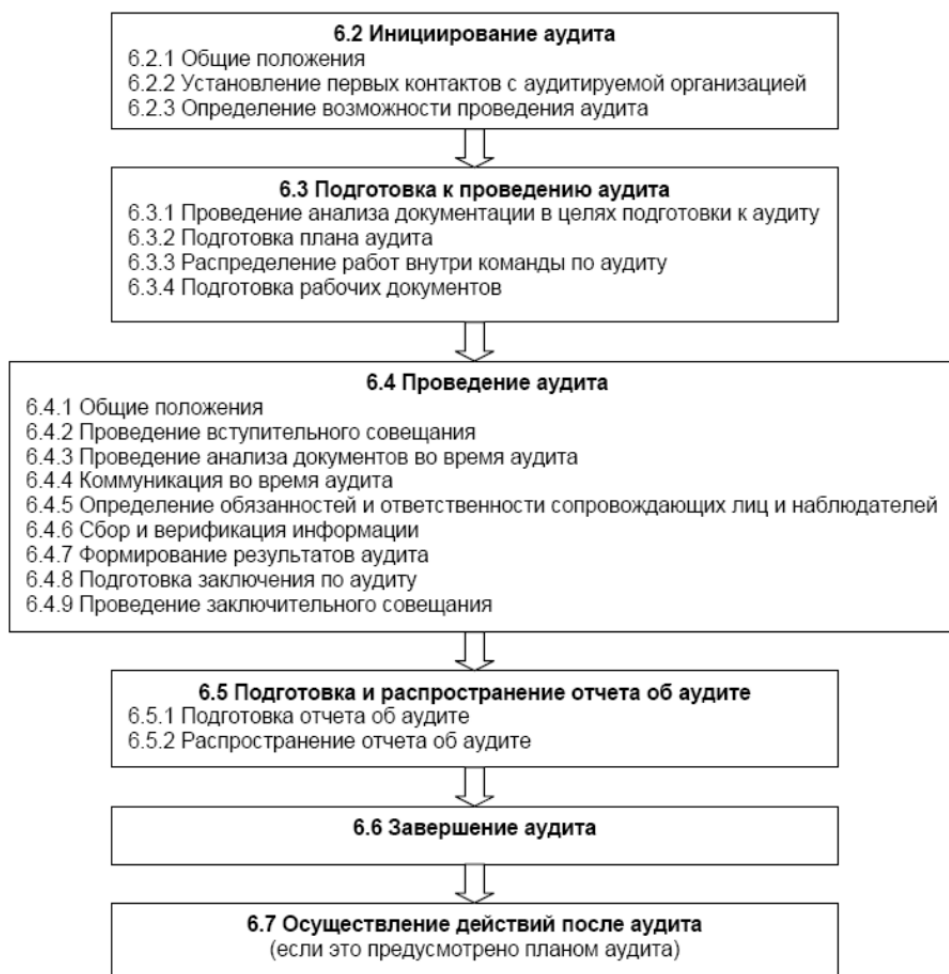 6.2 Инициирование аудита
6.2.1 Общие положения
6.2.2 Установление первых контактов с аудитируемой организацией
6.2.3 Определение возможности проведения аудита
6.3 Подготовка к проведению аудита
6.3.1 Проведение анализа документации в целях подготовки к аудиту
6.3.2 Подготовка плана аудита
6.3.3 Распределение работ внутри команды по аудиту
6.3.4 Подготовка рабочих документов
6.4 Проведение аудита
6.4.1 Общие положения
6.4.2 Проведение вступительного совещания
6.4.3 Проведение анализа документов во время аудита
6.4.4 Коммуникация во время аудита
6.4.5 Определение обязанностей и ответственности сопровождающих лиц и наблюдателей
6.4.6 Сбор и верификация информации
6.4.7 Формирование результатов аудита
6.4.8 Подготовка заключения по аудиту
6.4.9 Проведение заключительного совещания
6.5 Подготовка и распространение отчета об аудите
6.5.1 Подготовка отчета об аудите
6.5.2 Распространение отчета об аудите
6.6 Завершение аудита
6.7 Осуществление действий после аудита
(если это предусмотрено планом аудита)